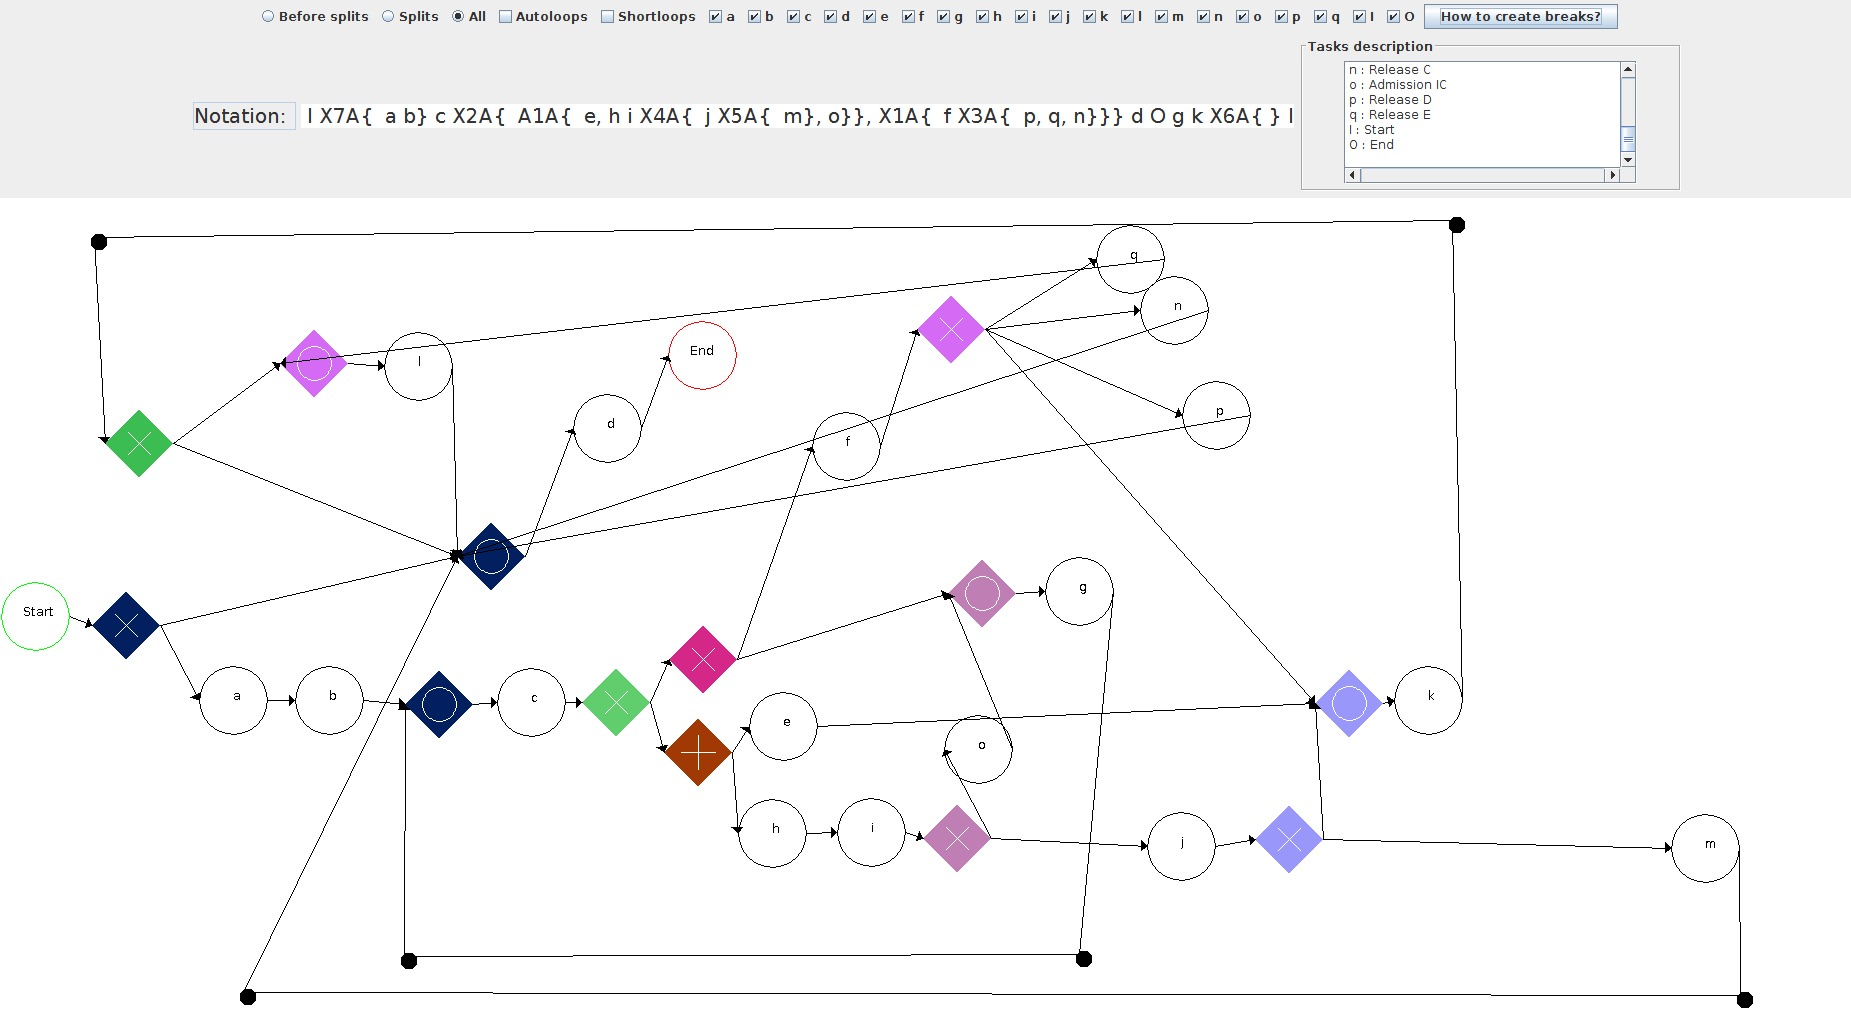 Before splits Splits All Autoloops Shortloops a b c d e f g h i j k l m n o p q I O How to create breaks?
Tasks description
n : Release C
o : Admission IC
p : Release D
q : Release E
I : Start
O : End
Notation: I X7A{ a b} c X2A{ A1A{ e, h i X4A{ j X5A{ m}, o}}, X1A{ f X3A{ p, q, n}}} d O g k X6A{ } l
q
n
l
End
p
d
f
Start
g
a
b
c
k
e
o
h
i
j
m